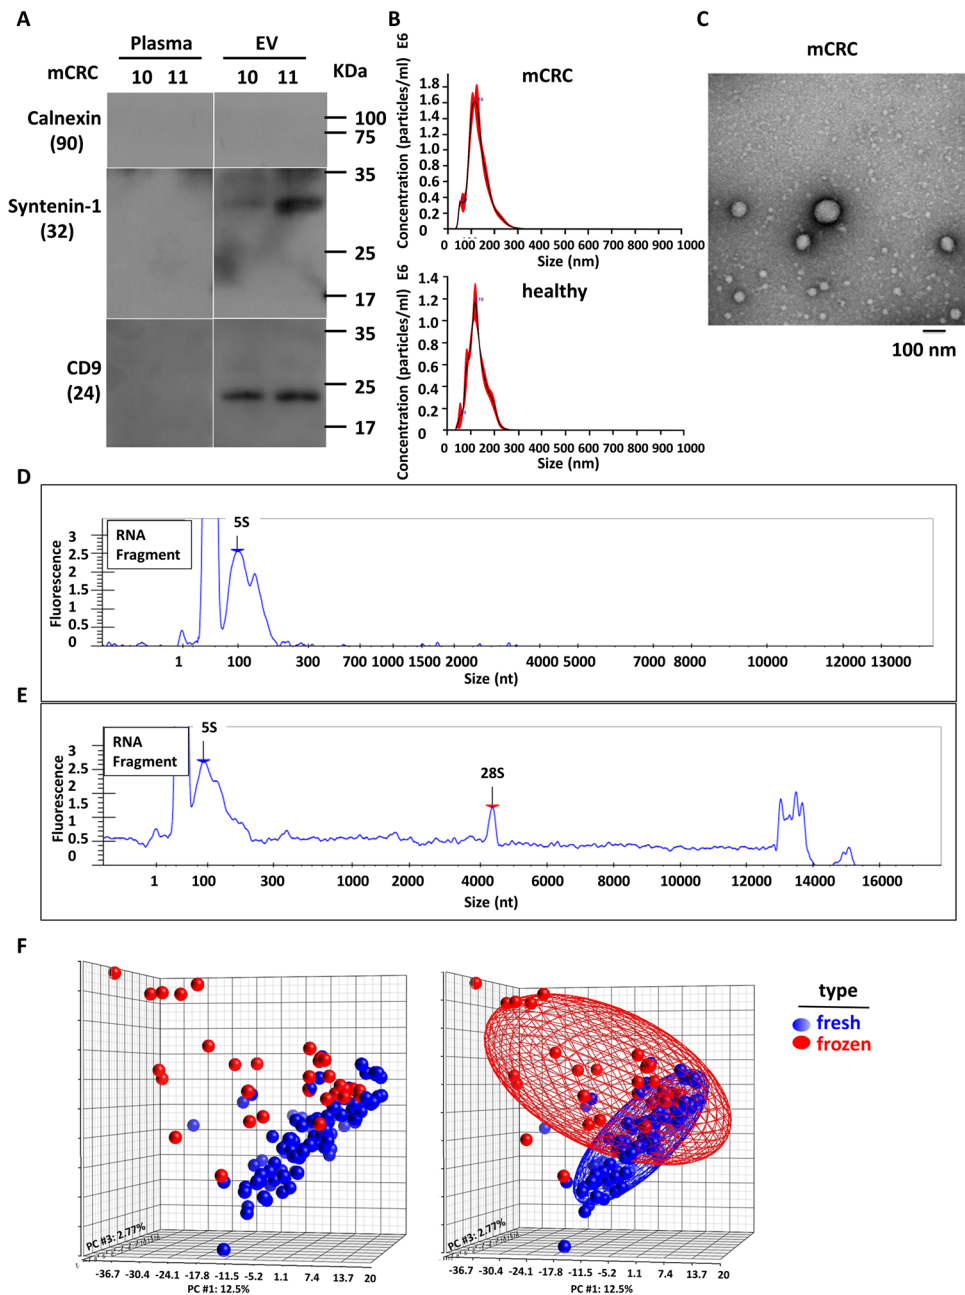 A
Plasma EV
mCRC 10 11 10 11 KDa
Calnexin
(90)
100
75
Syntenin-1
(32)
35
25
17
CD9
(24)
35
25
17
B
Concentration (particles/ml) E6
mCRC
1.8
1.6
1.4
1.2
1.0
0.8
0.6
0.4
0.2
0 100 200 300 400 500 600 700 800 900 1000
0
Size (nm)
Concentration (particles/ml) E6
healthy
1.4
1.2
1.0
0.8
0.6
0.4
0.2
0
0 100 200 300 400 500 600 700 800 900 1000
Size (nm)
C
mCRC
100 nm
D
RNA
Fragment
5S
Fluorescence
3
2.5
2
1.5
1
0.5
0
1 100 300 700 1000 1500 2000 4000 5000 7000 8000 10000 12000 13000
Size (nt)
E
RNA
Fragment
5S
28S
Fluorescence
3
2.5
2
1.5
1
0.5
0
1 100 300 1000 2000 4000 6000 8000 10000 12000 14000 16000
Size (nt)
F
PC #3: 2.77%
-36.7 -30.4 -24.1 -17.8 -11.5 -5.2 1.1 7.4 13.7 20
PC #1: 12.5%
PC #3: 2.77%
-36.7 -30.4 -24.1 -17.8 -11.5 -5.2 1.1 7.4 13.7 20
PC #1: 12.5%
type
fresh
frozen